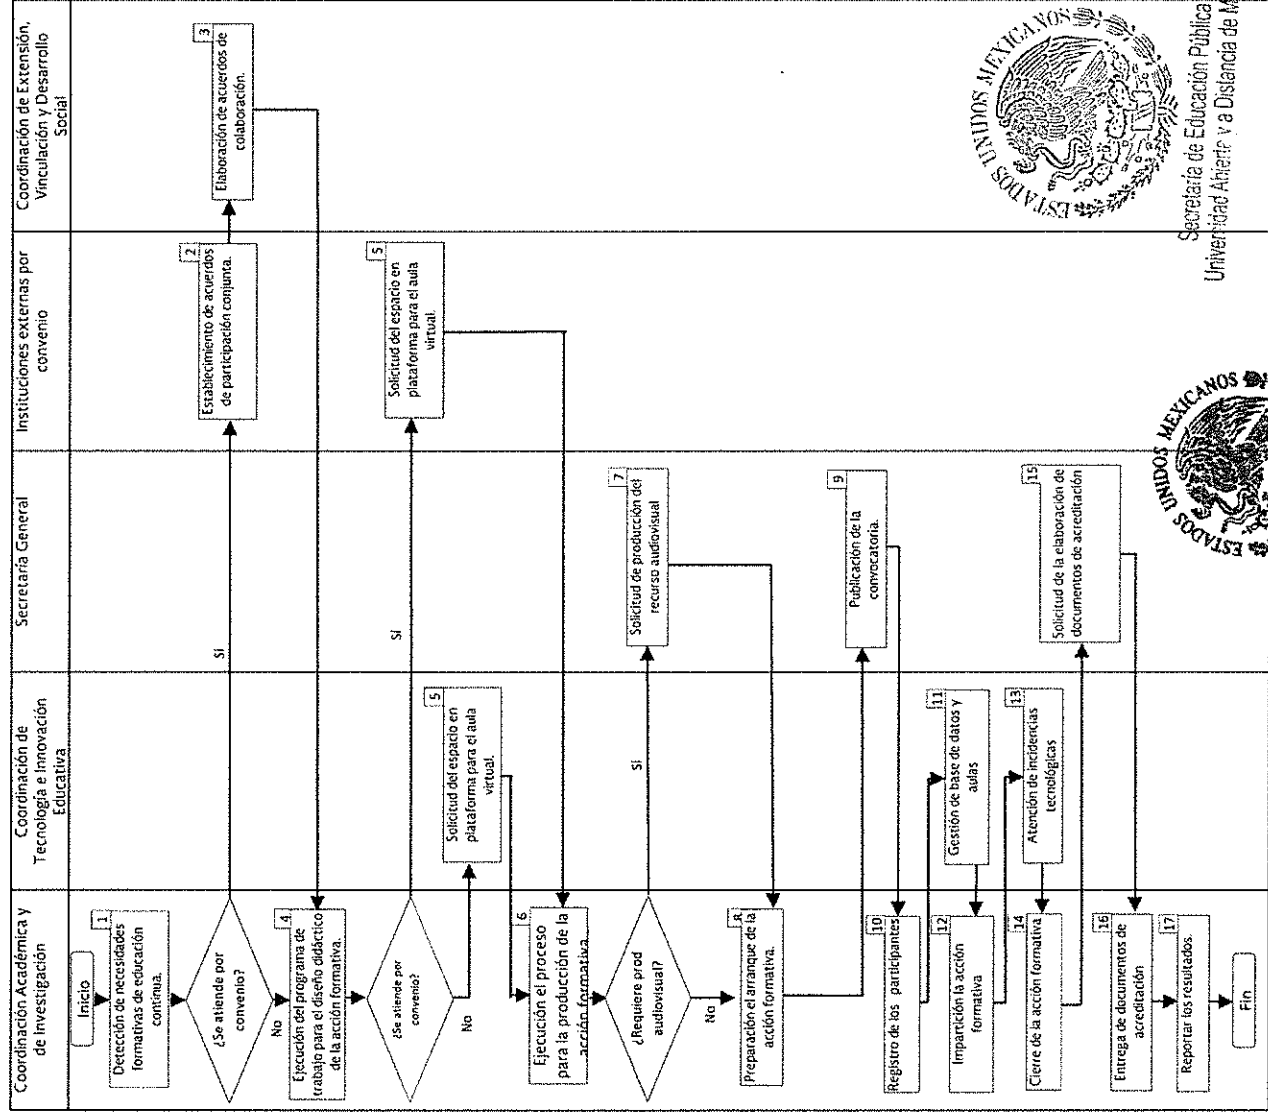 Coordinación Académica y
de Investigación
Coordinación de
Tecnología e Innovación
Educativa
Secretaría General
Instituciones externas por
convenio
Coordinación de Extensión,
Vinculación y Desarrollo
Social
Inicio
1
Detección de necesidades
formativas de educación
continua.
¿Se atiende por
convenio?
Sí
No
2
Establecimiento de acuerdos
de participación conjunta.
3
Elaboración de acuerdos de
colaboración.
4
Ejecución del programa de
trabajo para el diseño didáctico
de la acción formativa.
¿Se atiende por
convenio?
Sí
No
5
Solicitud del espacio en
plataforma para el aula
virtual.
5
Solicitud del espacio en
plataforma para el aula
virtual.
6
Ejecución el proceso
para la producción de la
acción formativa.
¿Requiere prod
audiovisual?
Sí
No
7
Solicitud de producción del
recurso audiovisual
8
Preparación el arranque de la
acción formativa.
9
Publicación de la
convocatoria.
10
Registro de los participantes
11
Gestión de base de datos y
aulas
12
Impartición la acción
formativa
13
Atención de incidencias
tecnológicas
14
Cierre de la acción formativa
15
Solicitud de la elaboración de
documentos de acreditación
16
Entrega de documentos de
acreditación
17
Reportar los resultados.
Fin
ESTADOS UNIDOS MEXICANOS
Secretaría de Educación Pública
Universidad Abierta y a Distancia de M
ESTADOS UNIDOS MEXICANOS